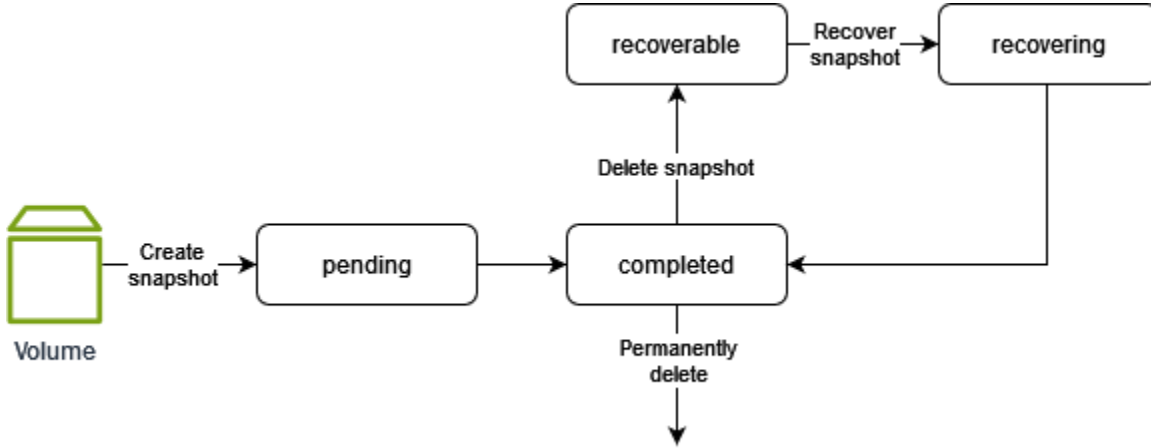 recoverable
Recover
snapshot
recovering
Delete snapshot
Create
snapshot
pending
completed
Volume
Permanently
delete